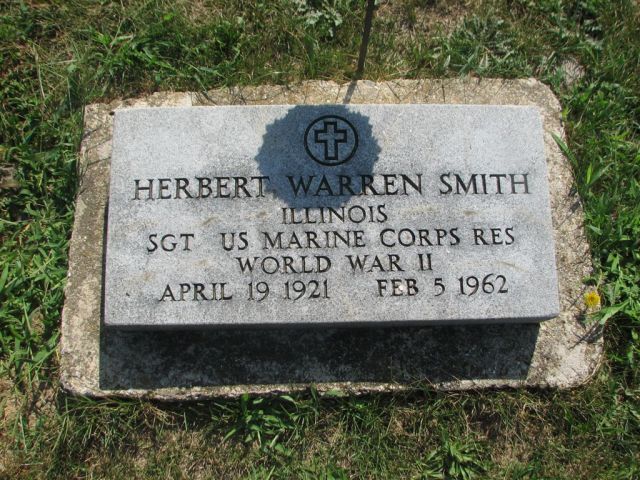 HERBERT WARREN SMITH
ILLINOIS
SGT US MARINE CORPS RES
WORLD WAR II
APRIL 19 1921 FEB 5 1962